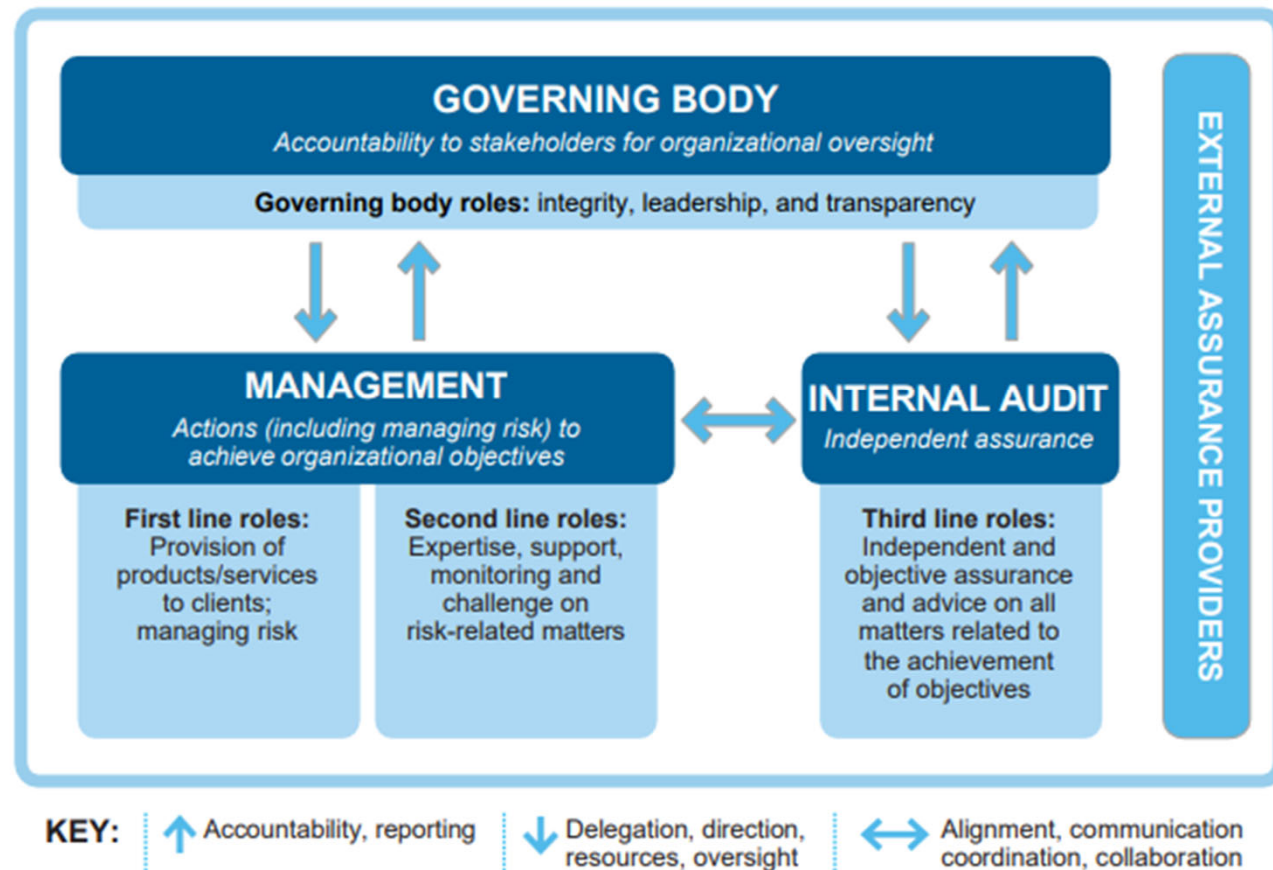 GOVERNING BODY
Accountability to stakeholders for organizational oversight
Governing body roles: integrity, leadership, and transparency
MANAGEMENT
Actions (including managing risk) to
achieve organizational objectives
INTERNAL AUDIT
Independent assurance
First line roles:
Provision of
products/services
to clients;
managing risk
Second line roles:
Expertise, support,
monitoring and
challenge on
risk-related matters
Third line roles:
Independent and
objective assurance
and advice on all
matters related to
the achievement
of objectives
EXTERNAL ASSURANCE PROVIDERS
KEY:
Accountability, reporting
Delegation, direction,
resources, oversight
Alignment, communication
coordination, collaboration